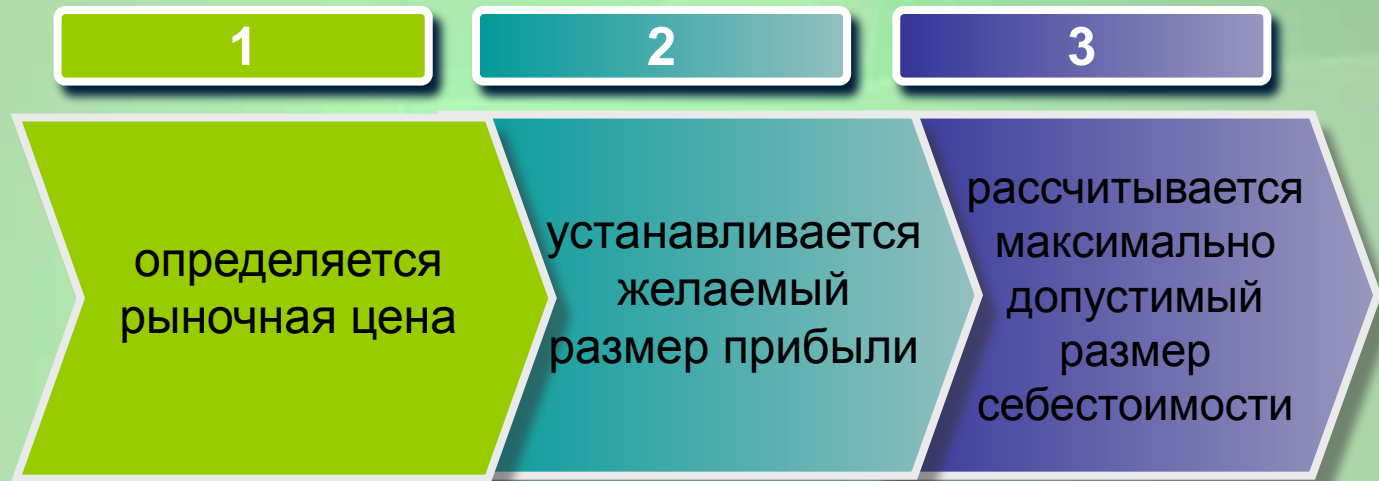 1
2
3
определяется
рыночная цена
устанавливается
желаемый
размер прибыли
рассчитывается
максимально
допустимый
размер
себестоимости